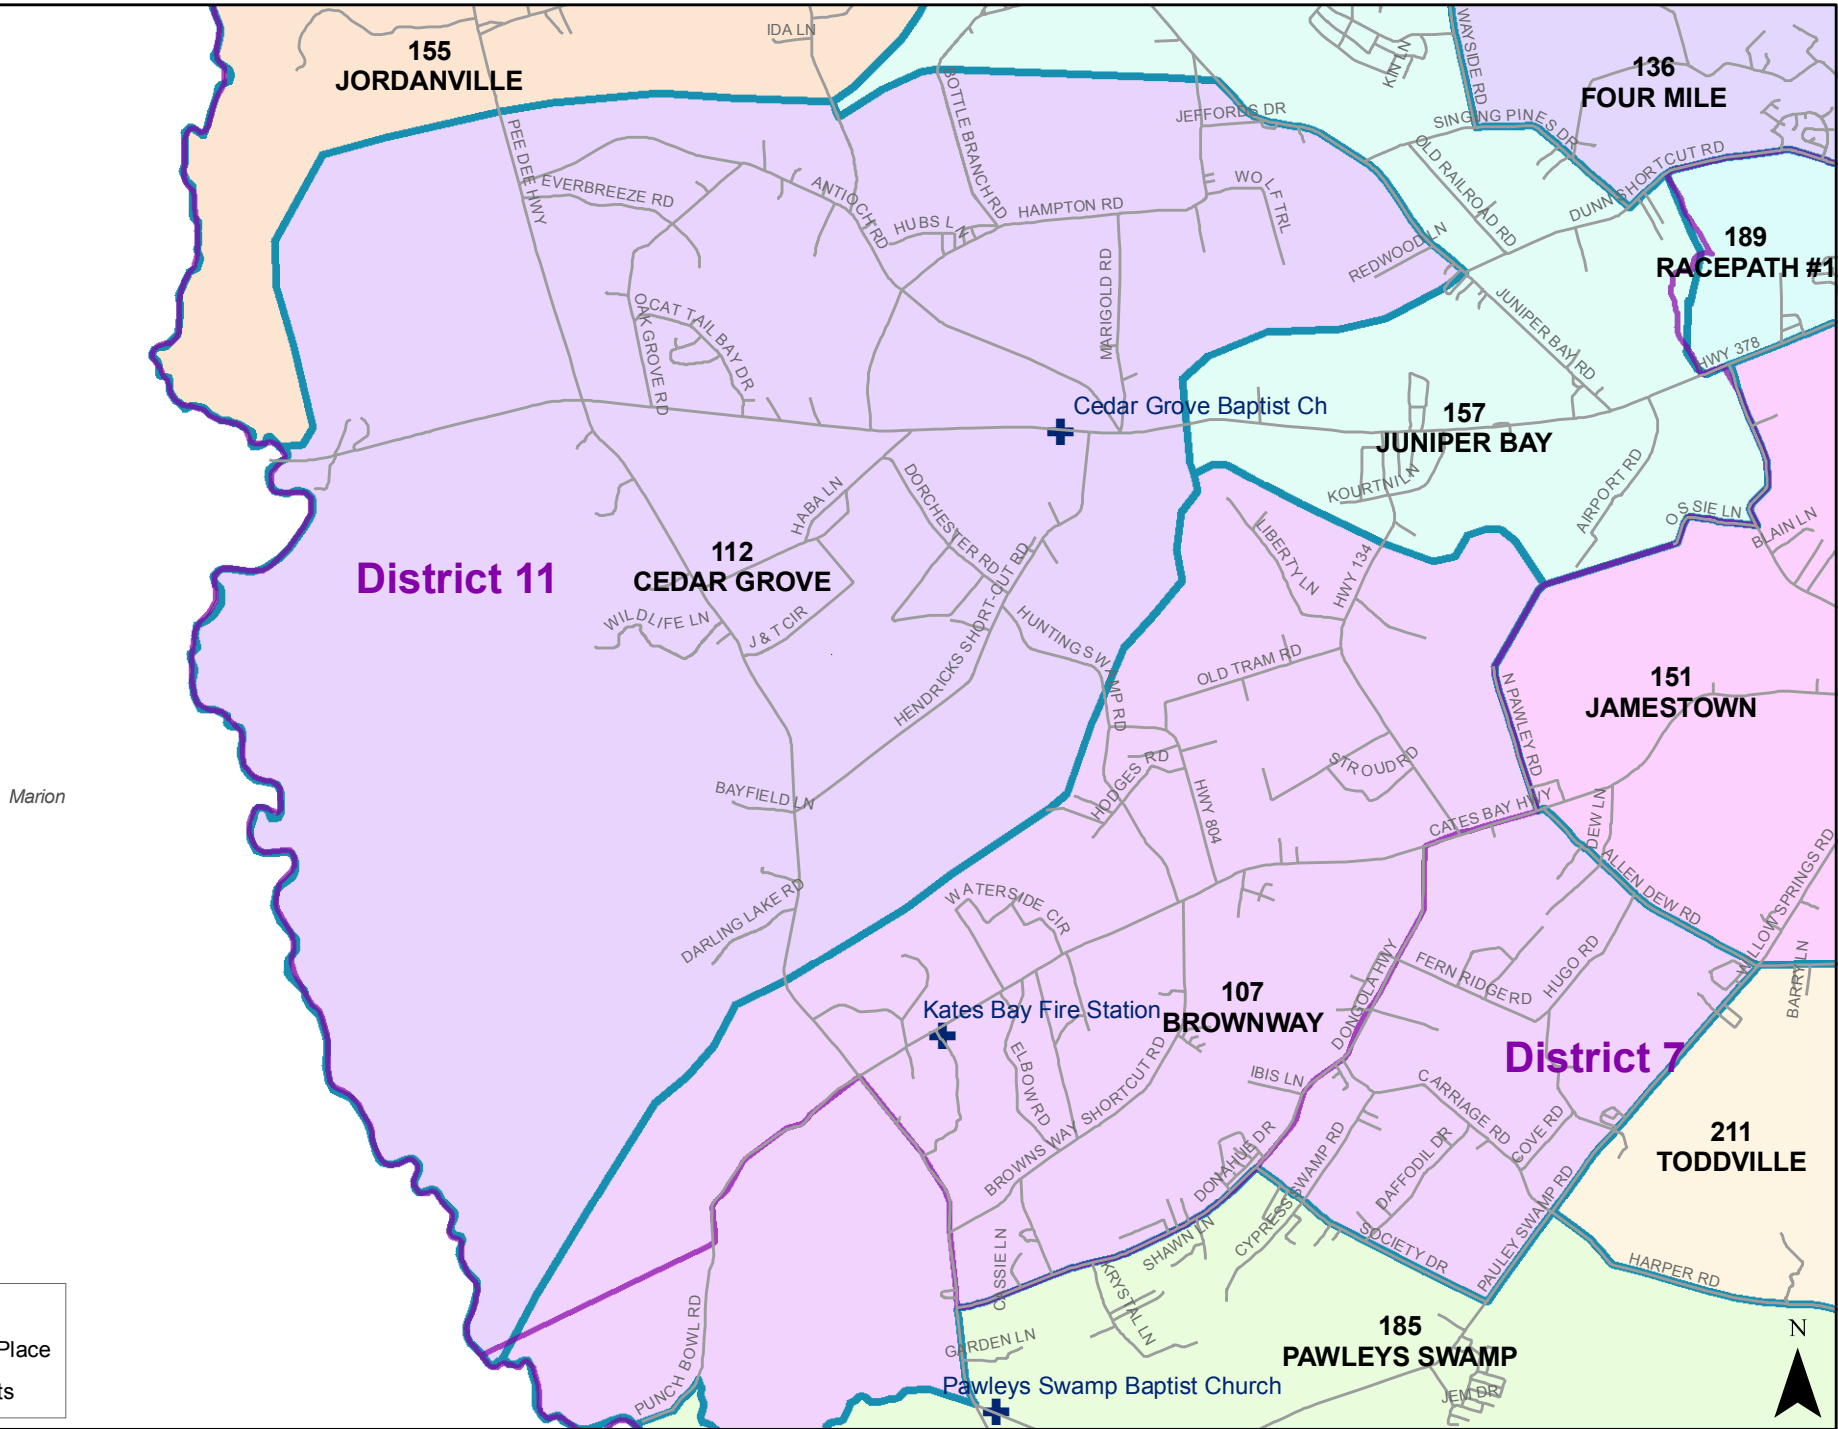 IDA LN
155
JORDANVILLE
KIN LN
WAYSIDE RD
136
FOUR MILE
BOTTLE BRANCH RD
JEFFORDS DR
SINGING PINES DR
PEE DEE HWY
EVERBREEZE RD
ANTIOCH RD
HUBS LN
HAMPTON RD
WOLF TRL
OLD RAILROAD RD
DUNN SHORTCUT RD
REDWOOD LN
189
RACEPATH #1
MARIGOLD RD
OAK GROVE RD
CAT TAIL BAY DR
JUNIPER BAY RD
HWY 378
Cedar Grove Baptist Ch
157
JUNIPER BAY
KOURTNI LN
AIRPORT RD
OSSIE LN
BLAIN LN
HABA LN
DORCHESTER RD
LIBERTY LN
HWY 134
District 11
112
CEDAR GROVE
WILDLIFE LN
J & T CIR
HENDRICKS SHORT-CUT RD
HUNTING SWAMP RD
OLD TRAM RD
N PAWLEY RD
151
JAMESTOWN
STROUD RD
HODGES RD
HWY 804
BAYFIELD LN
Marion
CATES BAY HWY
DEW LN
ALLEN DEW RD
WILLOW SPRINGS RD
DARLING LAKE RD
WATERSIDE CIR
DONGOLA HWY
FERN RIDGE RD
HUGO RD
BARRY LN
Kates Bay Fire Station
107
BROWNWAY
District 7
ELBOW RD
BROWNS WAY SHORTCUT RD
IBIS LN
CARRIAGE RD
COVE RD
DONAHUE DR
CYPRESS SWAMP RD
DAFFODIL DR
211
TODDVILLE
SHAWN LN
SOCIETY DR
PAULEY SWAMP RD
HARPER RD
CASSIE LN
KRYSTAL LN
GARDEN LN
PUNCH BOWL RD
185
PAWLEYS SWAMP
Pawleys Swamp Baptist Church
JEM DR
N
Place
ts